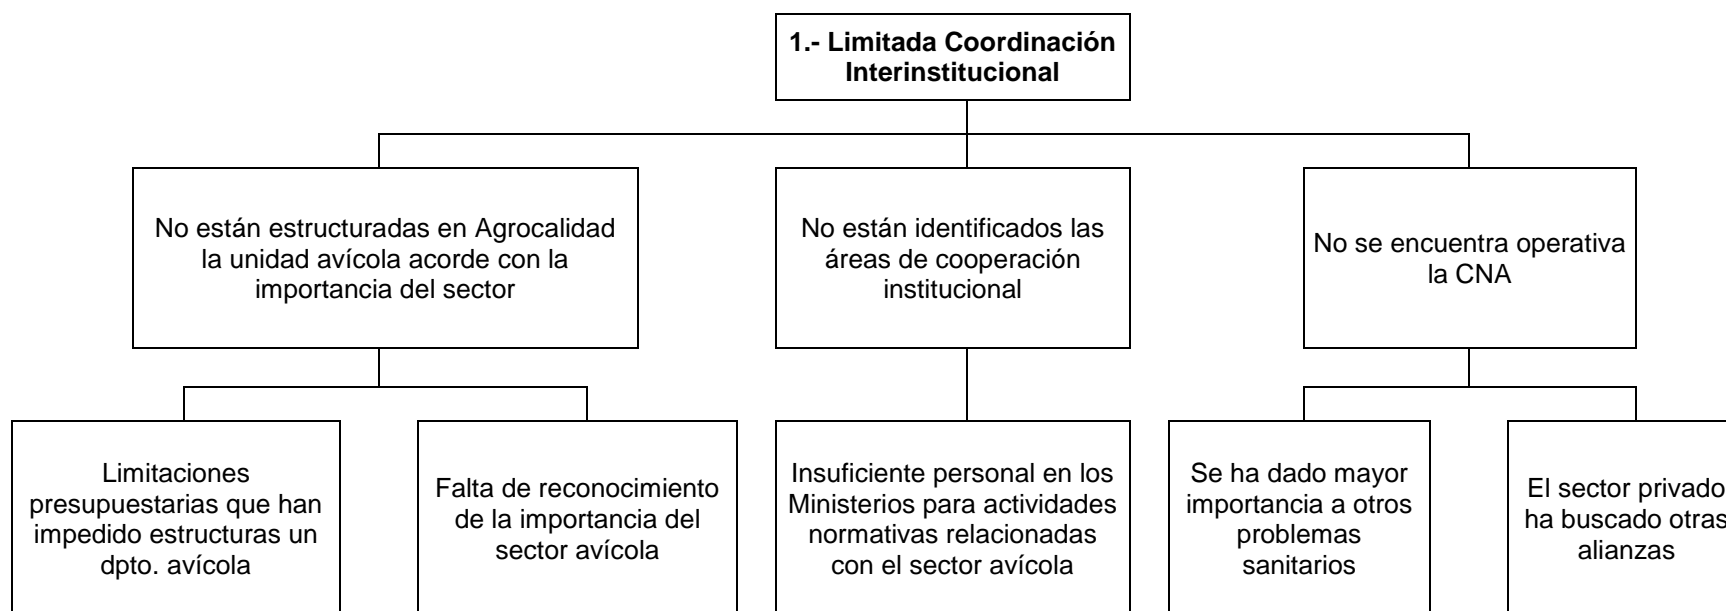 1.- Limitada Coordinación
Interinstitucional
No están estructuradas en Agrocalidad
la unidad avícola acorde con la
importancia del sector
No están identificados las
áreas de cooperación
institucional
No se encuentra operativa
la CNA
Limitaciones
presupuestarias que han
impedido estructuras un
dpto. avícola
Falta de reconocimiento
de la importancia del
sector avícola
Insuficiente personal en los
Ministerios para actividades
normativas relacionadas
con el sector avícola
Se ha dado mayor
importancia a otros
problemas
sanitarios
El sector privado
ha buscado otras
alianzas